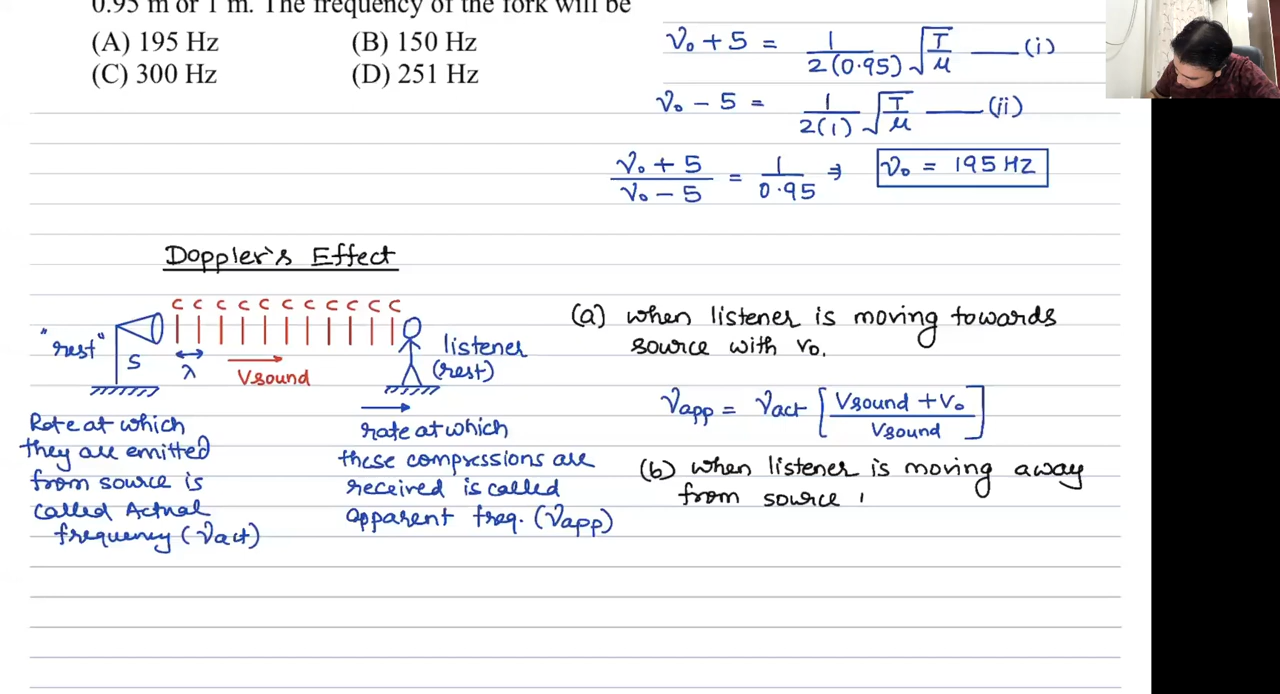 0.95 m or 1 m. The frequency of the fork will be
(A) 195 Hz (B) 150 Hz
(C) 300 Hz (D) 251 Hz
ν₀ + 5 = 1/2(0.95) √T/μ —— (i)
ν₀ - 5 = 1/2(1) √T/μ —— (ii)
ν₀ + 5/ν₀ - 5 = 1/0.95 ⇒ ν₀ = 195 HZ
Doppler's Effect
C C C C C C C C C C C
"rest"
S
λ
Vsound
listener
(rest)
Rate at which
they are emitted
from source is
called Actual
frequency (νact)
rate at which
these compressions are
received is called
apparent freq. (νapp)
(a) when listener is moving towards
source with vo.
νapp = νact [Vsound + Vo/Vsound]
(b) when listener is moving away
from source